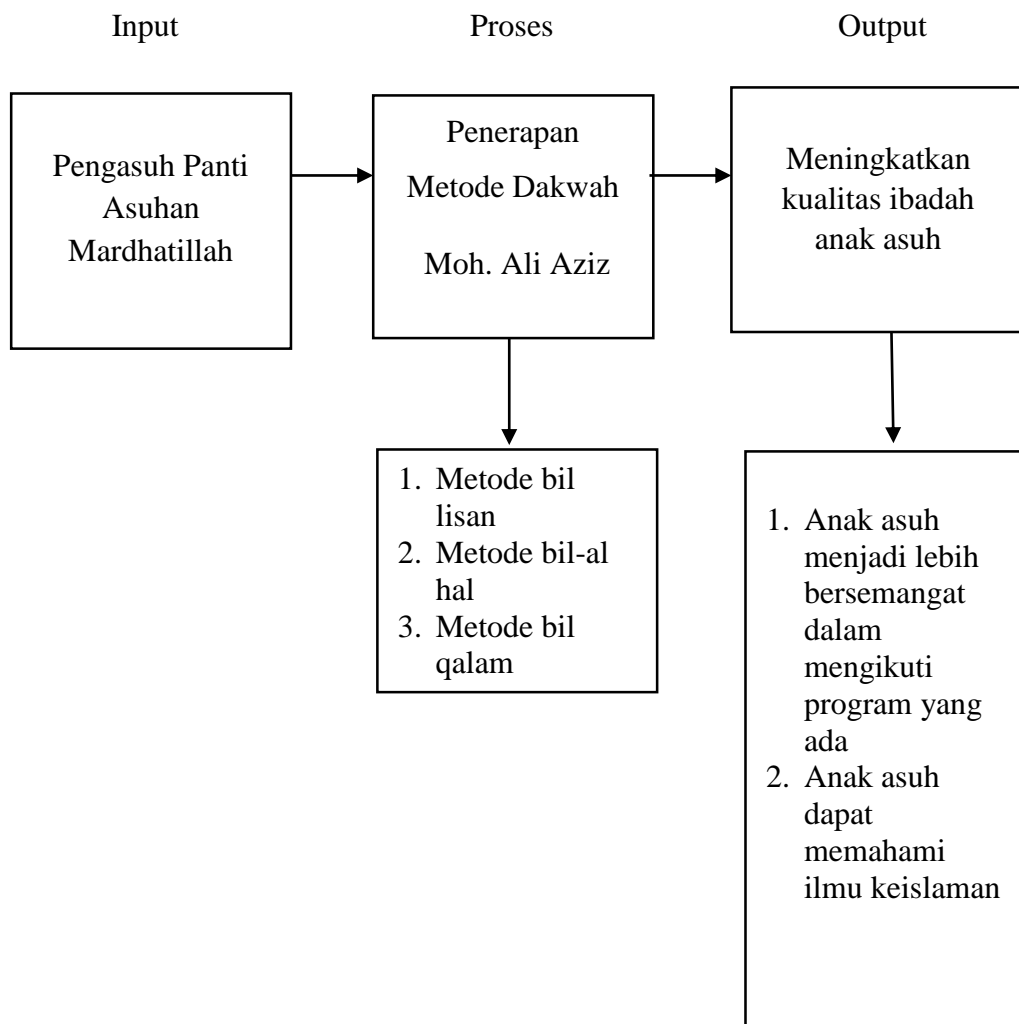 Input
Proses
Output
Pengasuh Panti
Asuhan
Mardhatillah
Penerapan
Metode Dakwah
Moh. Ali Aziz
Meningkatkan
kualitas ibadah
anak asuh
1. Metode bil
lisan
2. Metode bil-al
hal
3. Metode bil
qalam
1. Anak asuh
menjadi lebih
bersemangat
dalam
mengikuti
program yang
ada
2. Anak asuh
dapat
memahami
ilmu keislaman